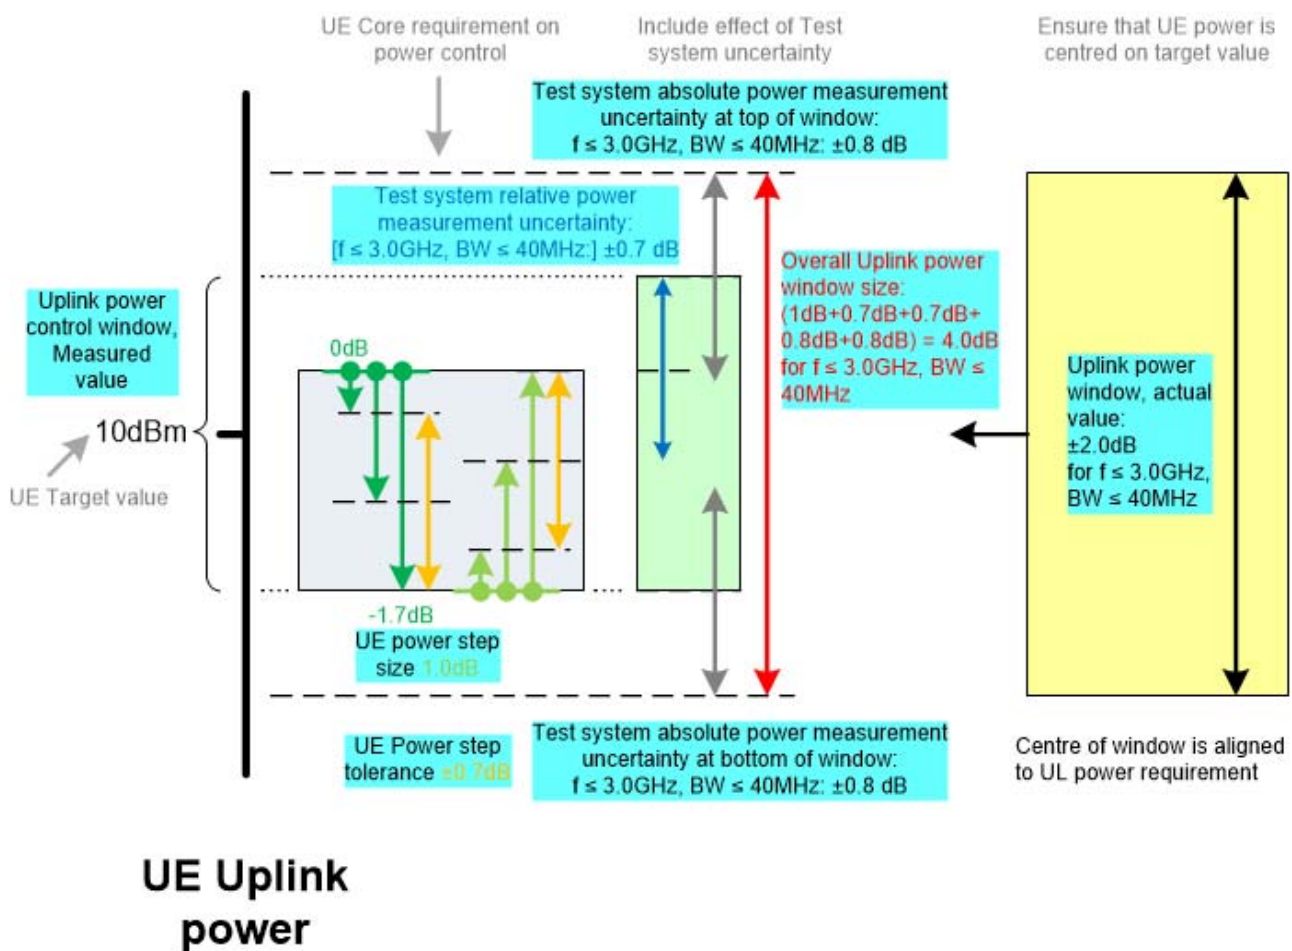 UE Core requirement on
power control
Include effect of Test
system uncertainty
Ensure that UE power is
centred on target value
Test system absolute power measurement
uncertainty at top of window:
f ≤ 3.0GHz, BW ≤ 40MHz: ±0.8 dB
Test system relative power
measurement uncertainty:
[f ≤ 3.0GHz, BW ≤ 40MHz:] ±0.7 dB
Uplink power
control window,
Measured
value
10dBm
UE Target value
0dB
-1.7dB
UE power step
size 1.0dB
UE Power step
tolerance ±0.7dB
Overall Uplink power
window size:
(1dB+0.7dB+0.7dB+
0.8dB+0.8dB) = 4.0dB
for f ≤ 3.0GHz, BW ≤
40MHz
Uplink power
window, actual
value:
±2.0dB
for f ≤ 3.0GHz,
BW ≤ 40MHz
Test system absolute power measurement
uncertainty at bottom of window:
f ≤ 3.0GHz, BW ≤ 40MHz: ±0.8 dB
Centre of window is aligned
to UL power requirement
UE Uplink
power